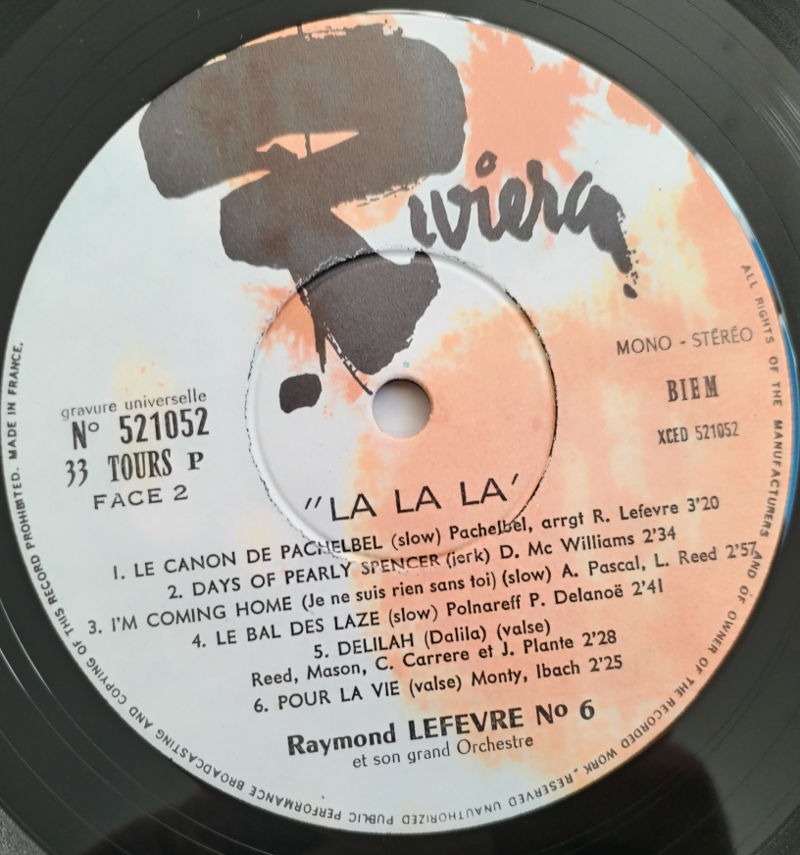 Riviera
MONO - STÉRÉO
BIEM
XCED 521052
gravure universelle
Nº 521052
33 TOURS P
FACE 2
"LA LA LA'
1. LE CANON DE PACHELBEL (slow) Pachelbel, arrgt R. Lefevre 3'20
2. DAYS OF PEARLY SPENCER (jerk) D. Mc Williams 2'34
3. I'M COMING HOME (Je ne suis rien sans toi) (slow) A. Pascal, L. Reed 2'57
4. LE BAL DES LAZE (slow) Polnareff P. Delanoë 2'41
5. DELILAH (Dalila) (valse)
Reed, Mason, C. Carrere et J. Plante 2'28
6. POUR LA VIE (valse) Monty, Ibach 2'25
Raymond LEFEVRE Nº 6
et son grand Orchestre
ALL RIGHTS OF THE MANUFACTURERS AND OF OWNER OF THE RECORDED WORK. RESERVED UNAUTHORIZED PUBLIC PERFORMANCE BROADCASTING AND COPYING OF THIS RECORD PROHIBITED. MADE IN FRANCE.